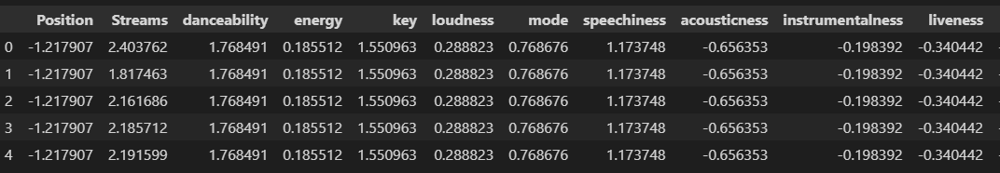 Position Streams danceability energy key loudness mode speechiness acousticness instrumentalness liveness
0 -1.217907 2.403762 1.768491 0.185512 1.550963 0.288823 0.768676 1.173748 -0.656353 -0.198392 -0.340442
1 -1.217907 1.817463 1.768491 0.185512 1.550963 0.288823 0.768676 1.173748 -0.656353 -0.198392 -0.340442
2 -1.217907 2.161686 1.768491 0.185512 1.550963 0.288823 0.768676 1.173748 -0.656353 -0.198392 -0.340442
3 -1.217907 2.185712 1.768491 0.185512 1.550963 0.288823 0.768676 1.173748 -0.656353 -0.198392 -0.340442
4 -1.217907 2.191599 1.768491 0.185512 1.550963 0.288823 0.768676 1.173748 -0.656353 -0.198392 -0.340442